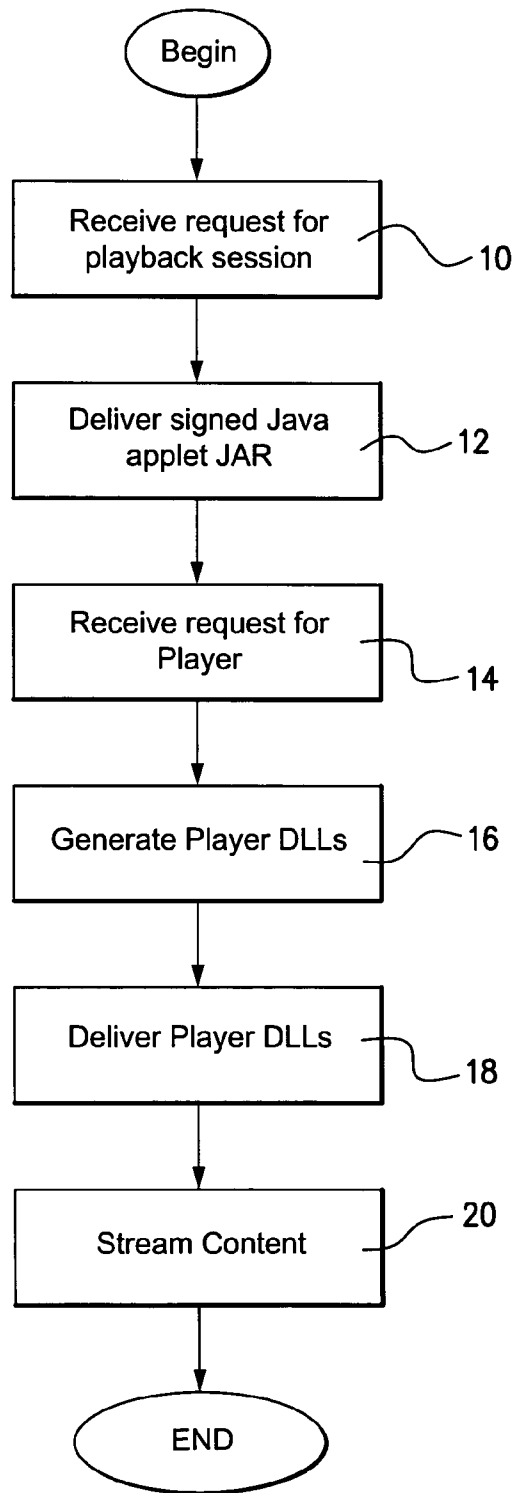 Begin
Receive request for
playback session
10
Deliver signed Java
applet JAR
12
Receive request for
Player
14
Generate Player DLLs
16
Deliver Player DLLs
18
Stream Content
20
END